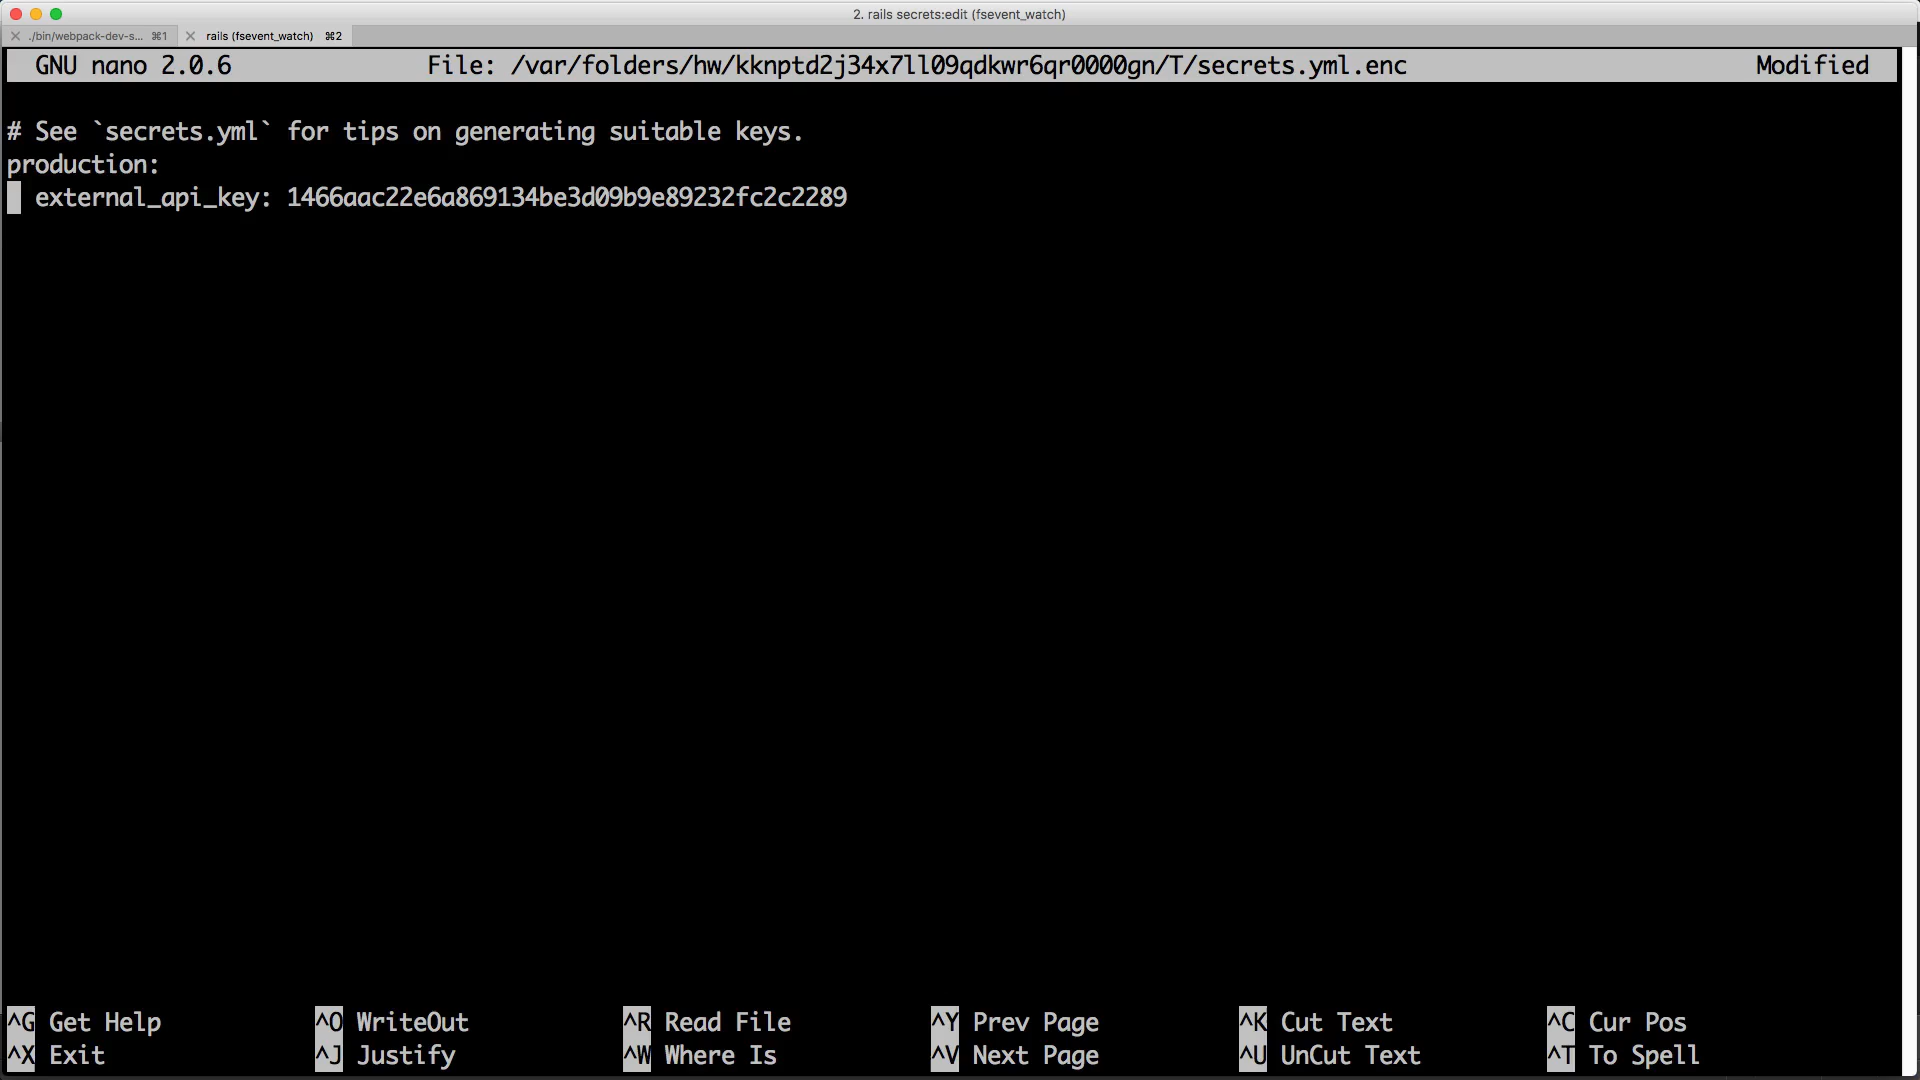 2. rails secrets:edit (fsevent_watch)
./bin/webpack-dev-s... ⌘1 rails (fsevent_watch) ⌘2
GNU nano 2.0.6 File: /var/folders/hw/kknptd2j34x7ll09qdkwr6qr0000gn/T/secrets.yml.enc Modified
# See `secrets.yml` for tips on generating suitable keys.
production:
  external_api_key: 1466aac22e6a869134be3d09b9e89232fc2c2289
^G Get Help ^O WriteOut ^R Read File ^Y Prev Page ^K Cut Text ^C Cur Pos
^X Exit ^J Justify ^W Where Is ^V Next Page ^U UnCut Text ^T To Spell